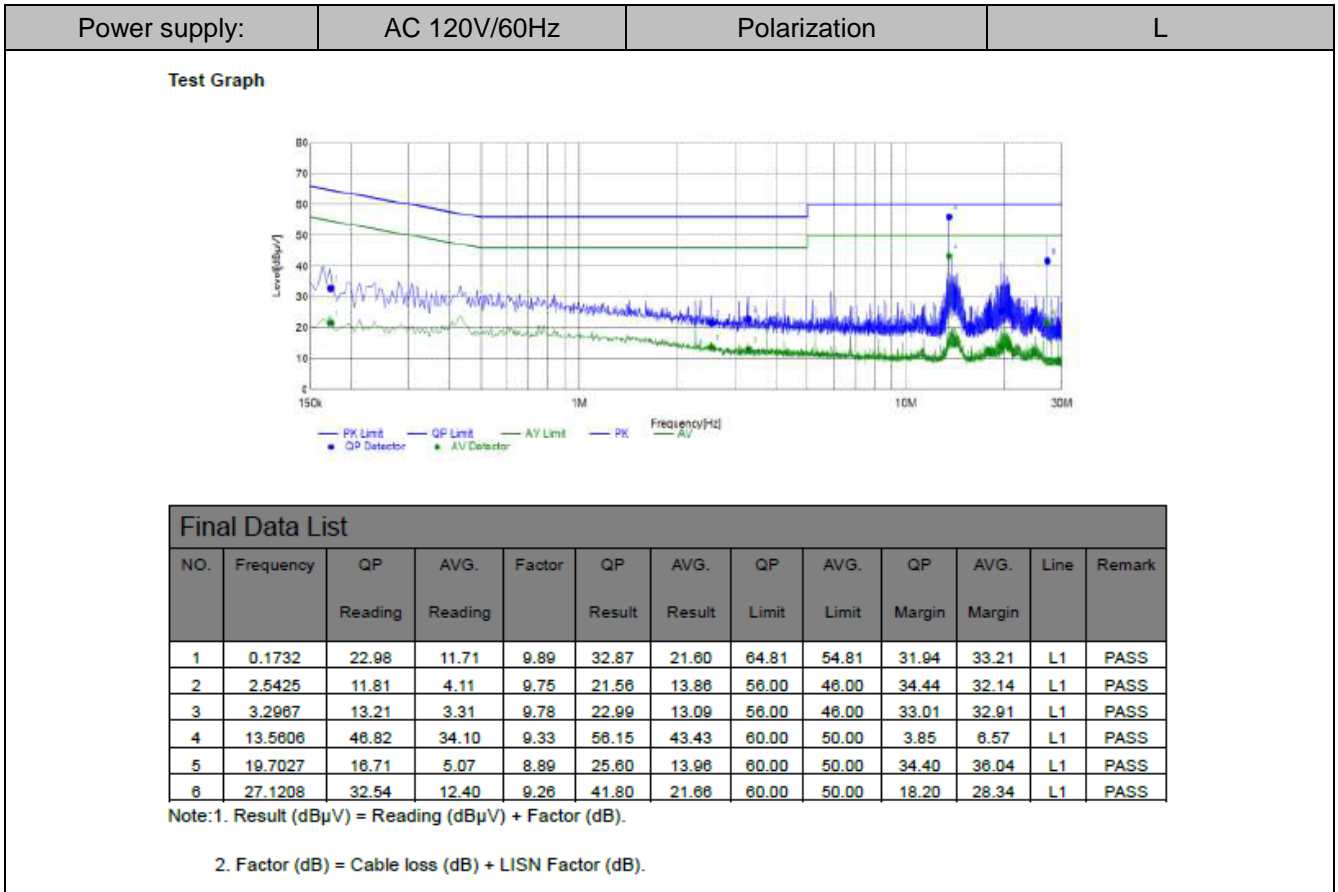 Power supply: AC 120V/60Hz Polarization L
Test Graph
80
70
60
50
40
30
20
10
0
Level[dBµV]
150k 1M 10M 30M
Frequency[Hz]
PK Limit QP Limit AV Limit PK AV
QP Detector AV Detector
Final Data List
NO. Frequency QP AVG. Factor QP AVG. QP AVG. QP AVG. Line Remark
Reading Reading Result Result Limit Limit Margin Margin
1 0.1732 22.98 11.71 9.89 32.87 21.60 64.81 54.81 31.94 33.21 L1 PASS
2 2.5425 11.81 4.11 9.75 21.56 13.86 56.00 46.00 34.44 32.14 L1 PASS
3 3.2967 13.21 3.31 9.78 22.99 13.09 56.00 46.00 33.01 32.91 L1 PASS
4 13.5606 46.82 34.10 9.33 56.15 43.43 60.00 50.00 3.85 6.57 L1 PASS
5 19.7027 16.71 5.07 8.89 25.60 13.96 60.00 50.00 34.40 36.04 L1 PASS
6 27.1208 32.54 12.40 9.26 41.80 21.66 60.00 50.00 18.20 28.34 L1 PASS
Note:1. Result (dBµV) = Reading (dBµV) + Factor (dB).
2. Factor (dB) = Cable loss (dB) + LISN Factor (dB).